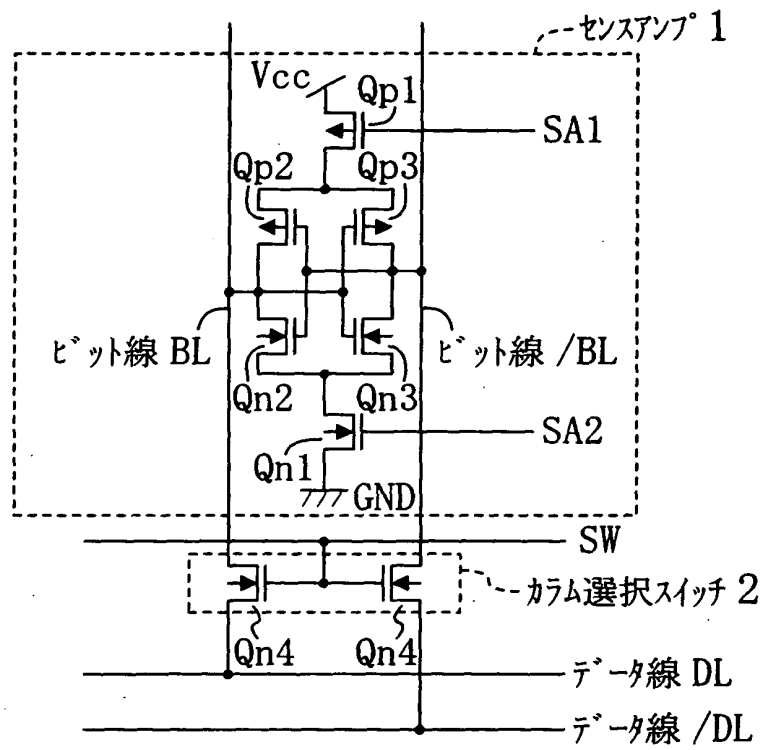 センスアンプ 1
Vcc
Qp1
SA1
Qp2
Qp3
ビット線 BL
ビット線 /BL
Qn2
Qn3
SA2
Qn1
GND
SW
カラム選択スイッチ 2
Qn4
Qn4
データ線 DL
データ線 /DL